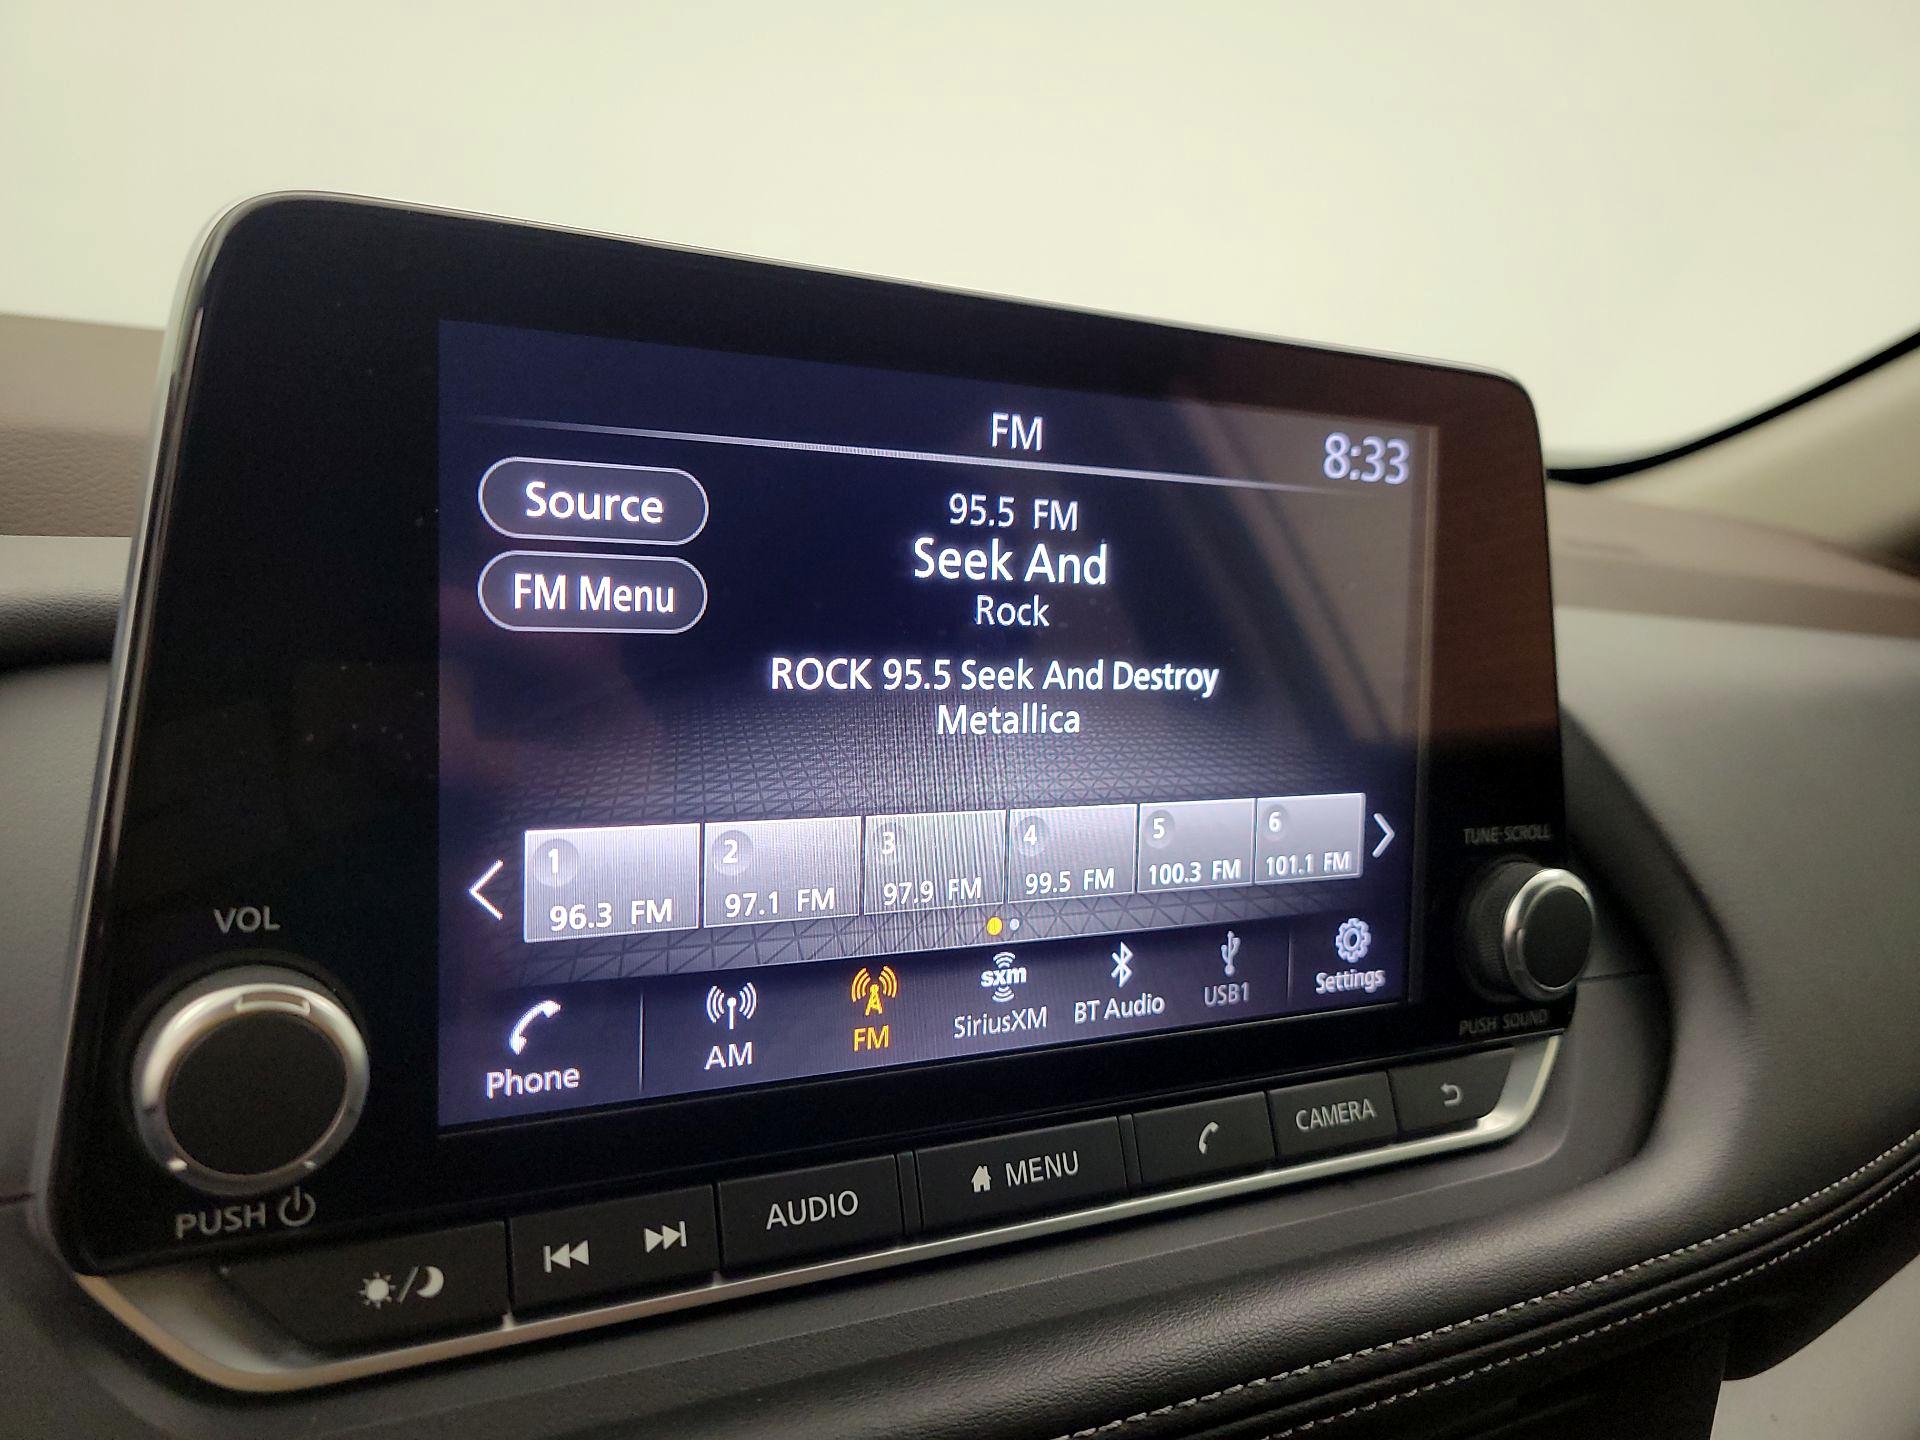 FM
8:33
Source
FM Menu
95.5 FM
Seek And
Rock
ROCK 95.5 Seek And Destroy
Metallica
1
96.3 FM
2
97.1 FM
3
97.9 FM
4
99.5 FM
5
100.3 FM
6
101.1 FM
Phone
AM
FM
sxm
SiriusXM
BT Audio
USB1
Settings
VOL
PUSH
TUNE·SCROLL
PUSH SOUND
AUDIO
MENU
CAMERA